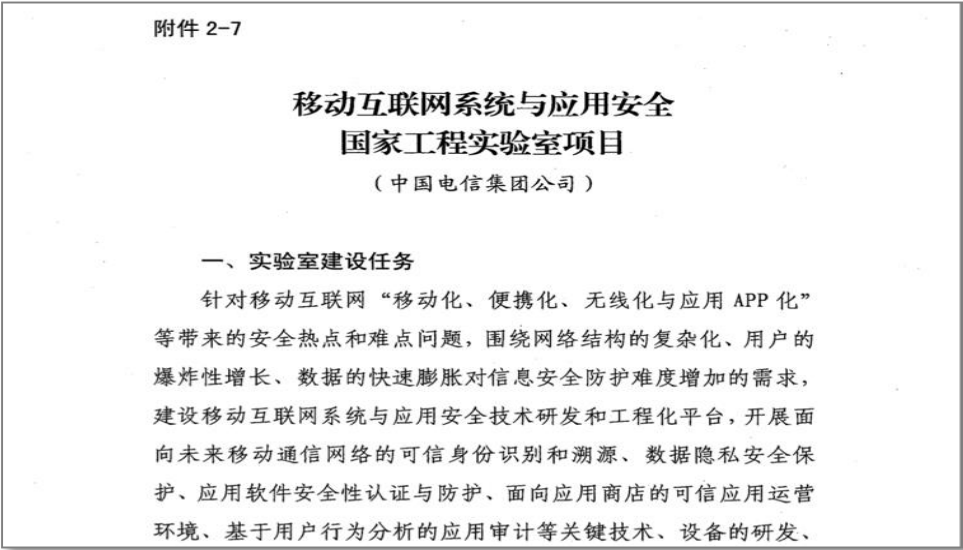 附件 2-7
移动互联网系统与应用安全
国家工程实验室项目
（中国电信集团公司）
一、实验室建设任务
针对移动互联网“移动化、便携化、无线化与应用 APP 化”
等带来的安全热点和难点问题，围绕网络结构的复杂化、用户的
爆炸性增长、数据的快速膨胀对信息安全防护难度增加的需求，
建设移动互联网系统与应用安全技术研发和工程化平台，开展面
向未来移动通信网络的可信身份识别和溯源、数据隐私安全保
护、应用软件安全性认证与防护、面向应用商店的可信应用运营
环境、基于用户行为分析的应用审计等关键技术、设备的研发、